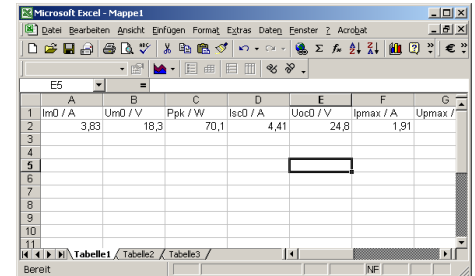 Microsoft Excel - Mappe1
Datei Bearbeiten Ansicht Einfügen Format Extras Daten Fenster ? Acrobat
E5 =
A B C D E F G
1 Im0 / A Um0 / V Ppk / W Isc0 / A Uoc0 / V Ipmax / A Upmax /
2 3,83 18,3 70,1 4,41 24,8 1,91
3
4
5
6
7
8
9
10
11
Tabelle1 Tabelle2 Tabelle3
Bereit NF